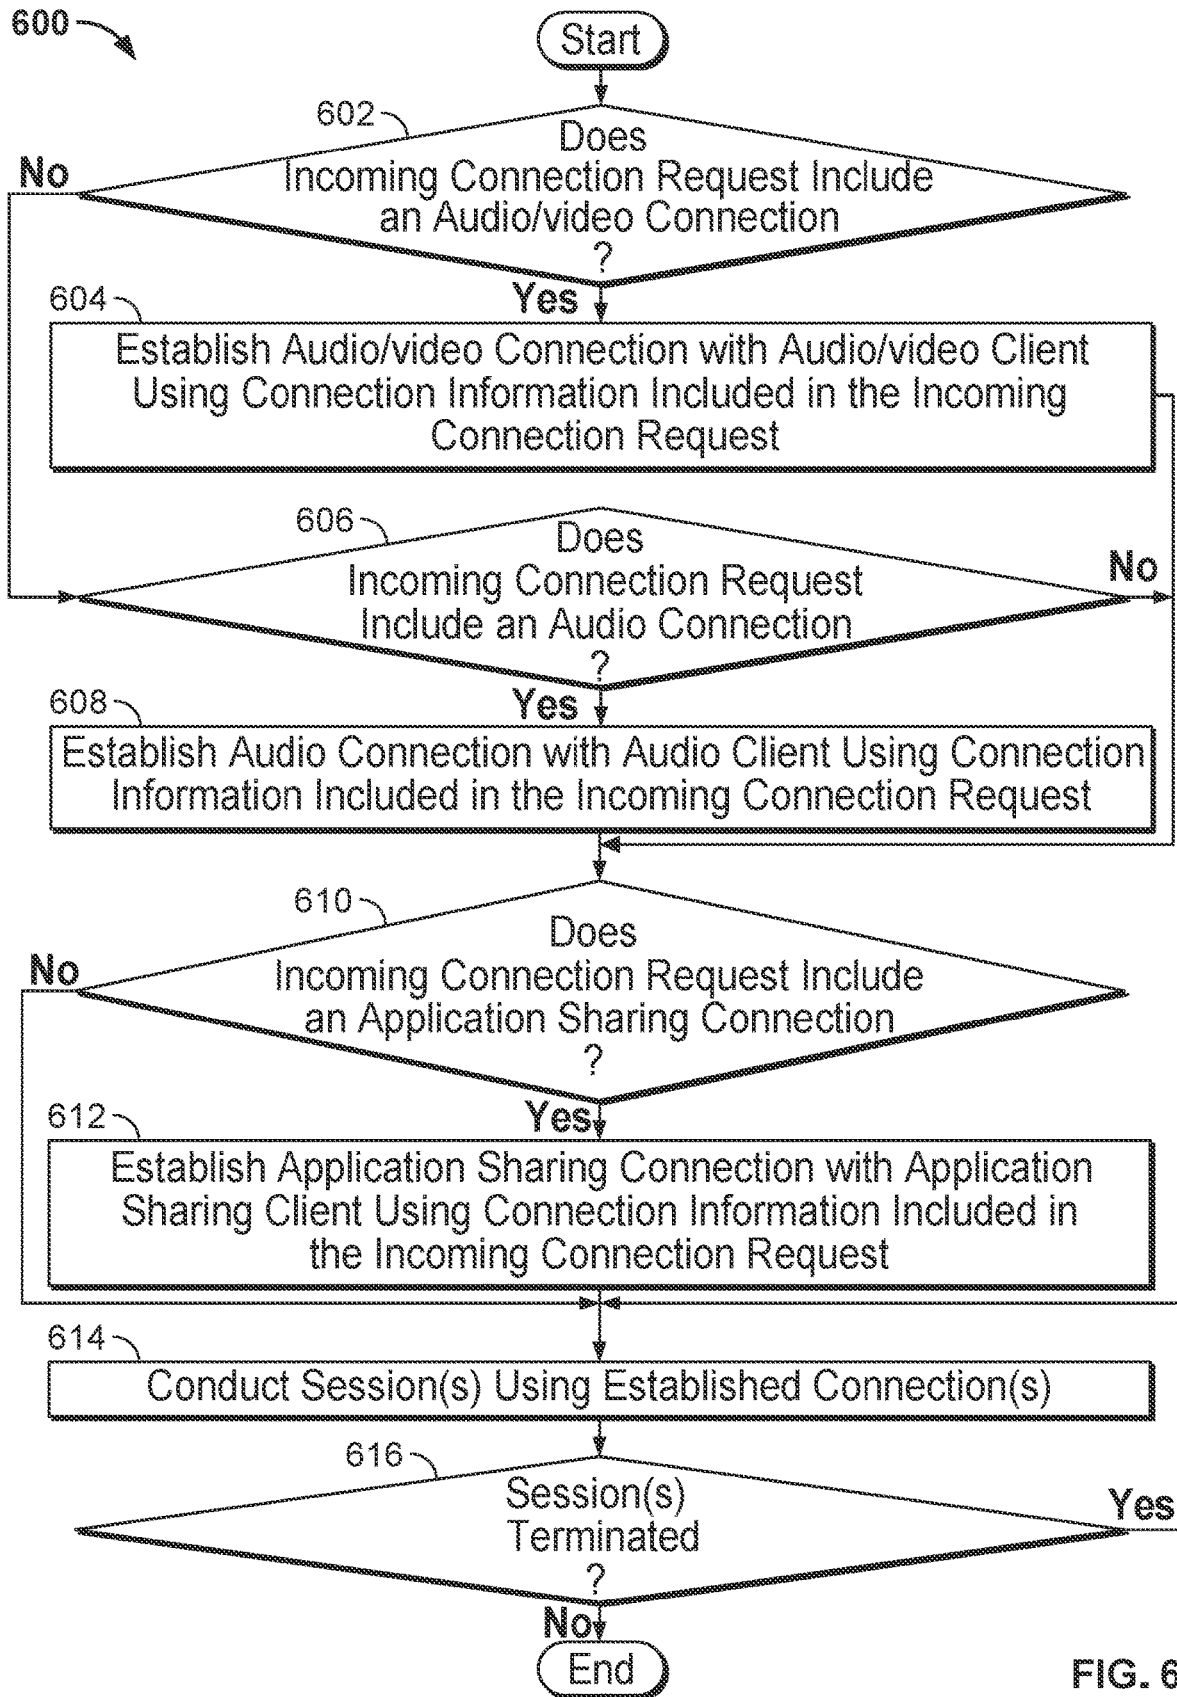 600
Start
602
Does
No
Incoming Connection Request Include
an Audio/video Connection
?
Yes
604
Establish Audio/video Connection with Audio/video Client
Using Connection Information Included in the Incoming
Connection Request
606
Does
Incoming Connection Request
No
Include an Audio Connection
?
Yes
608
Establish Audio Connection with Audio Client Using Connection
Information Included in the Incoming Connection Request
610
Does
No
Incoming Connection Request Include
an Application Sharing Connection
?
Yes
612
Establish Application Sharing Connection with Application
Sharing Client Using Connection Information Included in
the Incoming Connection Request
614
Conduct Session(s) Using Established Connection(s)
616
Session(s)
Yes
Terminated
?
No
End
FIG. 6